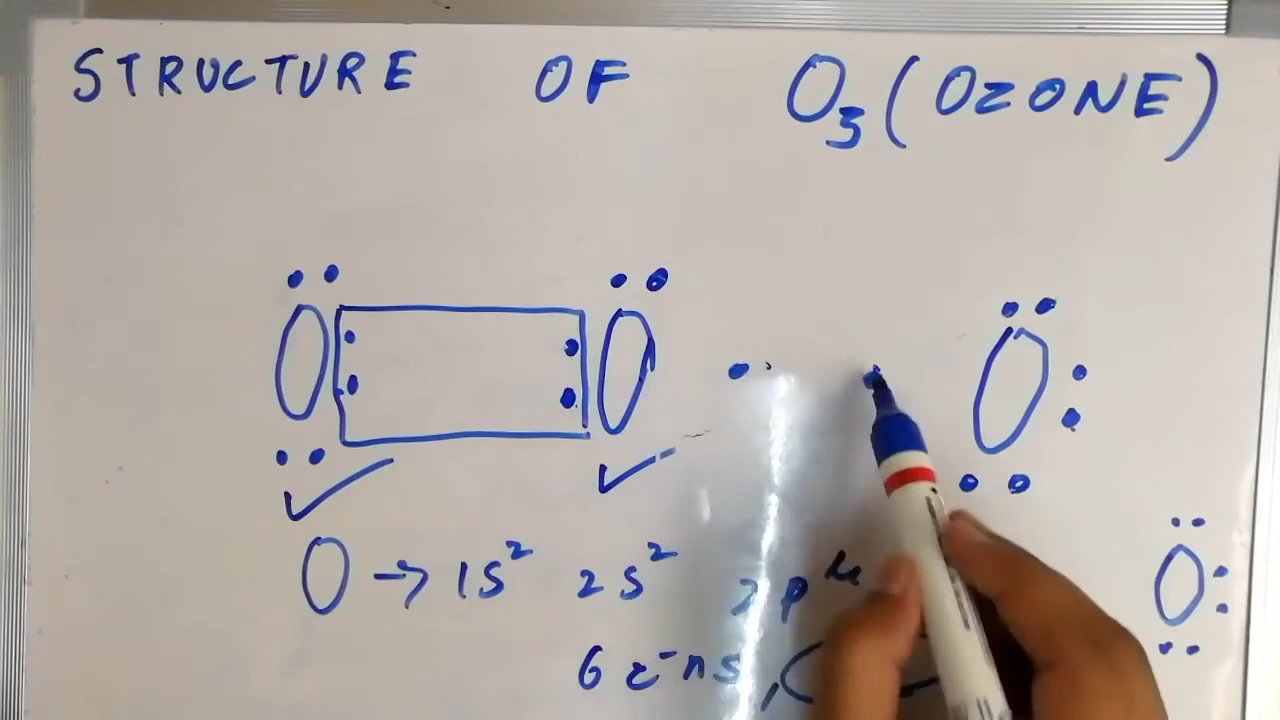 STRUCTURE OF O₃ (OZONE)
O O O
O → 1S² 2S² 2p⁴
6 e⁻ns, (
O